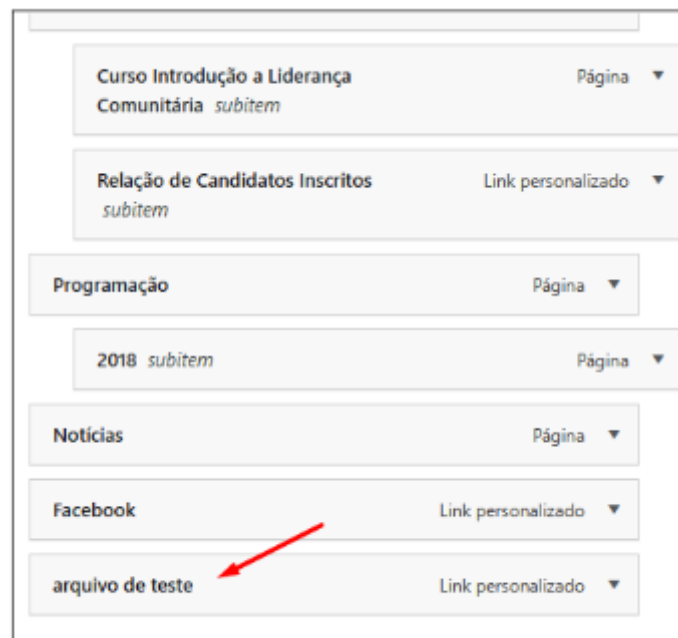 Curso Introdução a Liderança Página
Comunitária subitem
Relação de Candidatos Inscritos Link personalizado
subitem
Programação Página
2018 subitem Página
Notícias Página
Facebook Link personalizado
arquivo de teste Link personalizado